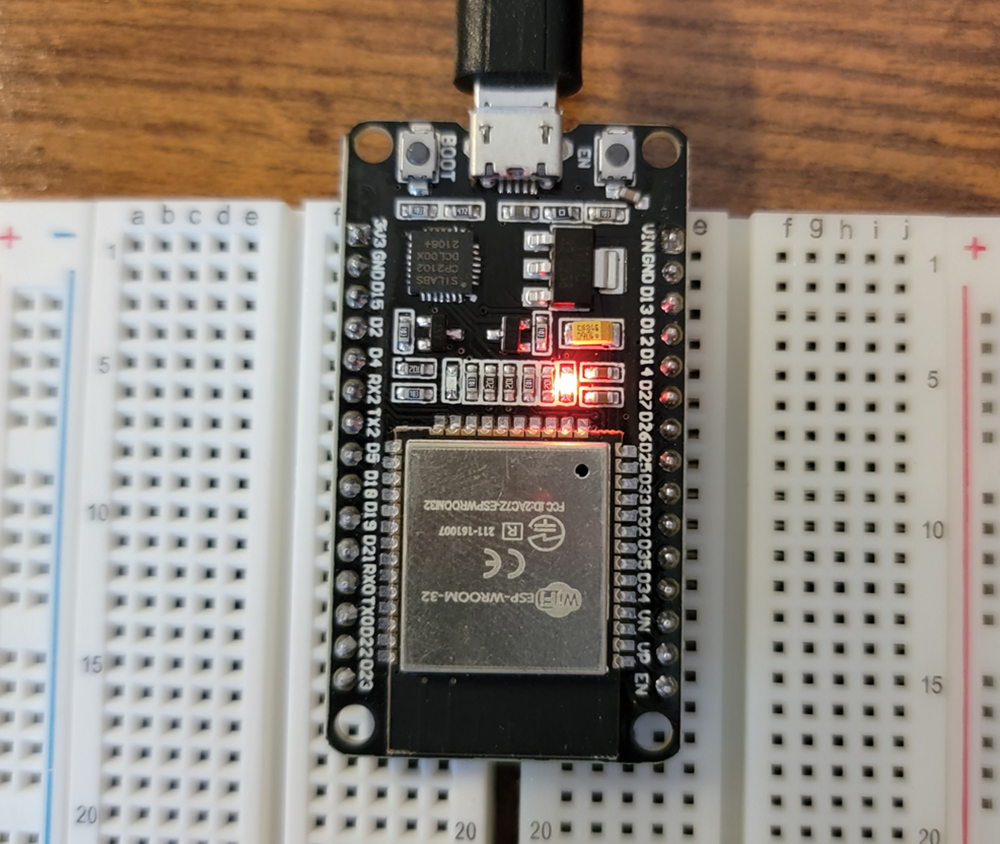 BOOT
EN
a b c d e
f
e
f g h i j
+
−
+
1
5
10
15
20
20
20
1
5
10
15
20
3V3
GND
D15
D2
D4
RX2
TX2
D5
D18
D19
D21
RX0
TX0
D22
D23
VIN
GND
D13
D12
D14
D27
D26
D25
D33
D32
D35
D34
VN
VP
EN
SILABS
CP2102
DCL00X
2108+
WiFi ESP-WROOM-32
CE
R 211-161007
FCC ID:2AC7Z-ESPWROOM32